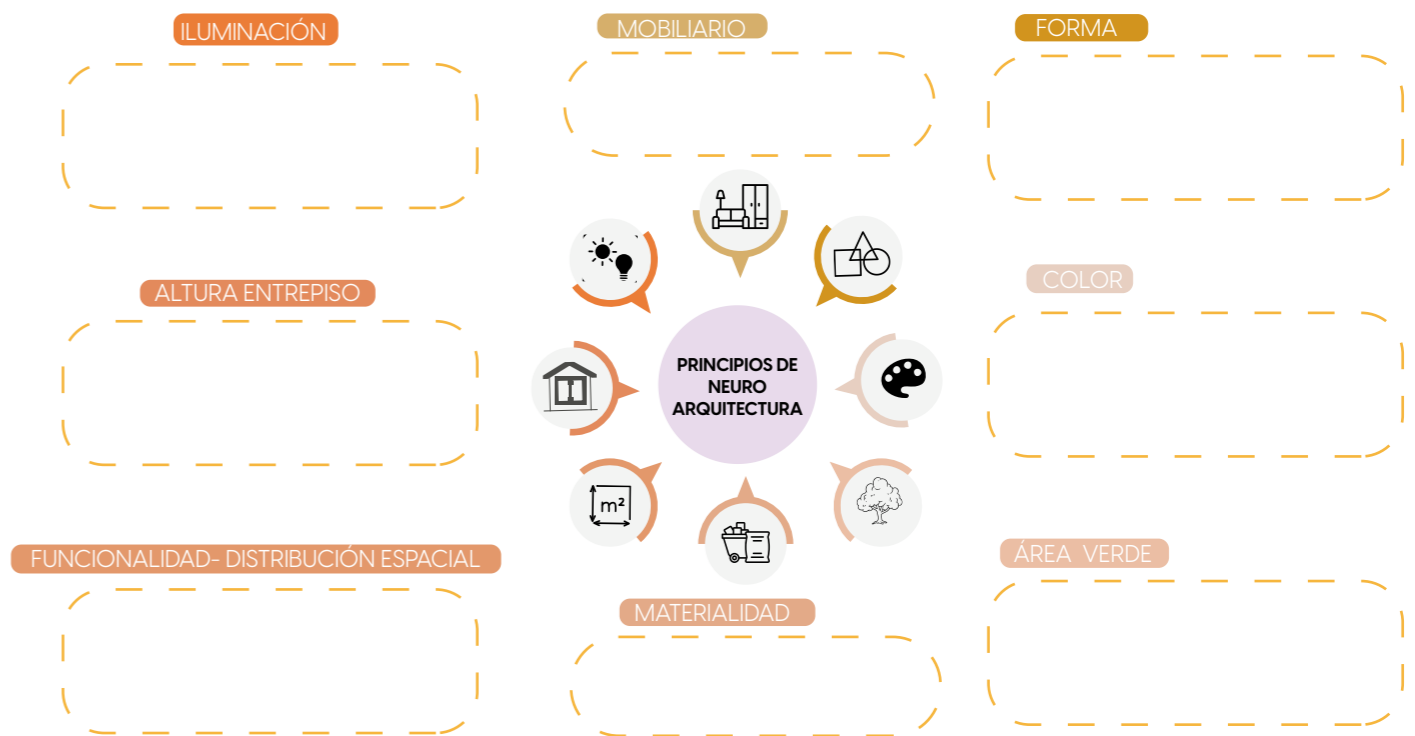 ILUMINACIÓN
MOBILIARIO
FORMA
ALTURA ENTREPISO
COLOR
PRINCIPIOS DE
NEURO
ARQUITECTURA
m²
FUNCIONALIDAD- DISTRIBUCIÓN ESPACIAL
ÁREA VERDE
MATERIALIDAD